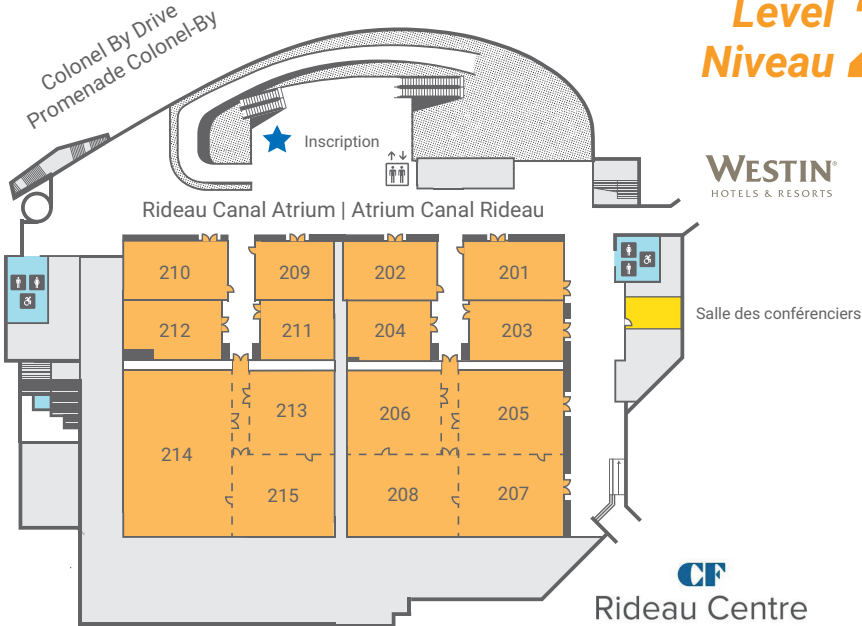 Level 2
Niveau 2
Colonel By Drive
Promenade Colonel-By
Inscription
WESTIN®
HOTELS & RESORTS
Rideau Canal Atrium | Atrium Canal Rideau
210
209
202
201
212
211
204
203
Salle des conférenciers
213
206
205
214
215
208
207
CF
Rideau Centre